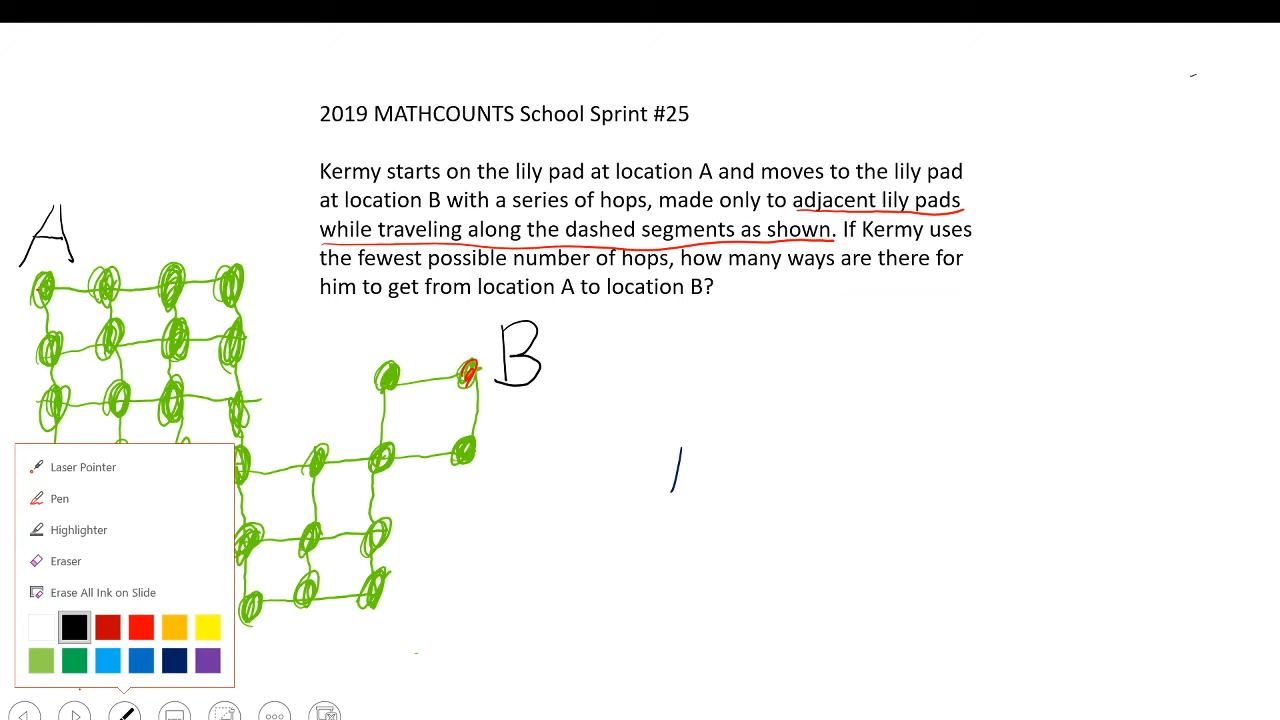 2019 MATHCOUNTS School Sprint #25
Kermy starts on the lily pad at location A and moves to the lily pad
at location B with a series of hops, made only to adjacent lily pads
while traveling along the dashed segments as shown. If Kermy uses
the fewest possible number of hops, how many ways are there for
him to get from location A to location B?
A
B
Laser Pointer
Pen
Highlighter
Eraser
Erase All Ink on Slide